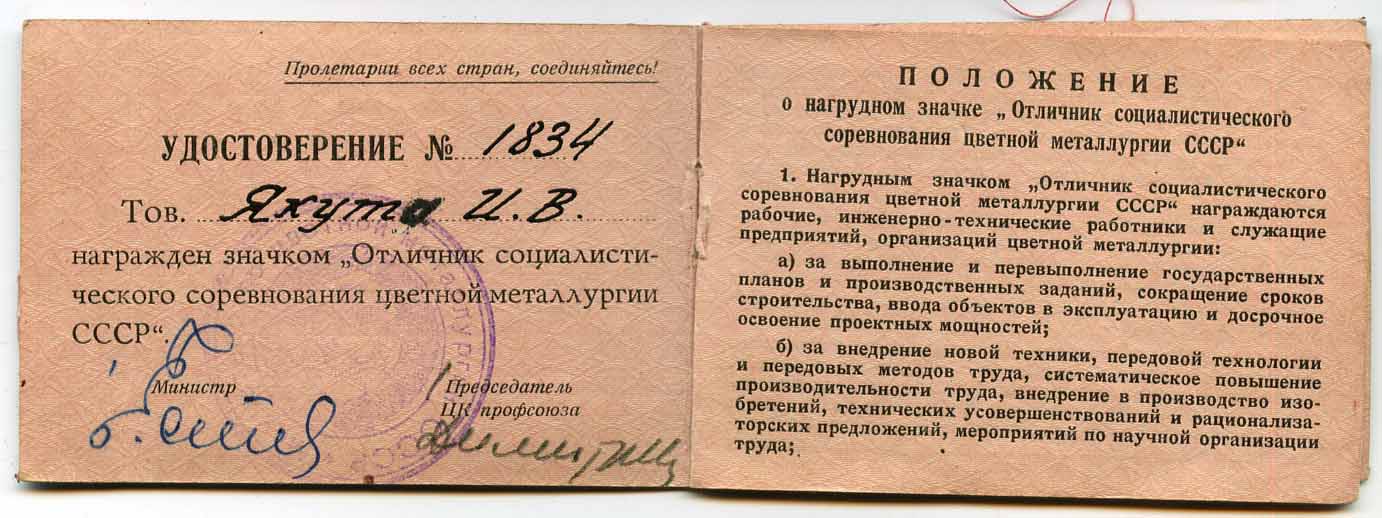 Пролетарии всех стран, соединяйтесь!
УДОСТОВЕРЕНИЕ № 1834
Тов. Якута И. В.
награжден значком „Отличник социалисти-
ческого соревнования цветной металлургии
СССР“.
Министр
Председатель
ЦК профсоюза
ПОЛОЖЕНИЕ
о нагрудном значке „Отличник социалистического
соревнования цветной металлургии СССР“
1. Нагрудным значком „Отличник социалистического
соревнования цветной металлургии СССР“ награждаются
рабочие, инженерно-технические работники и служащие
предприятий, организаций цветной металлургии:
а) за выполнение и перевыполнение государственных
планов и производственных заданий, сокращение сроков
строительства, ввода объектов в эксплуатацию и досрочное
освоение проектных мощностей;
б) за внедрение новой техники, передовой технологии
и передовых методов труда, систематическое повышение
производительности труда, внедрение в производство изо-
бретений, технических усовершенствований и рационализа-
торских предложений, мероприятий по научной организации
труда;